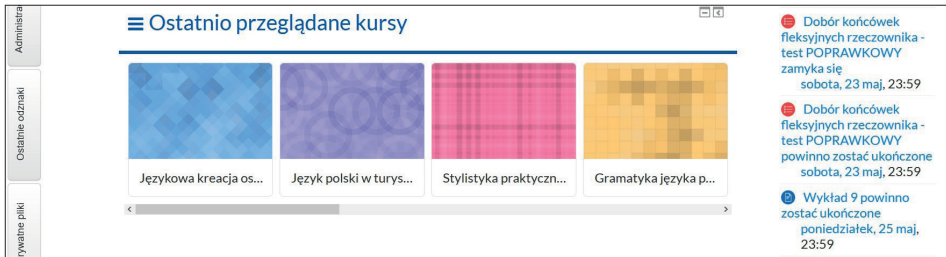 Administra
Ostatnie odznaki
rywatne pliki
Ostatnio przeglądane kursy
Językowa kreacja os...
Język polski w turys...
Stylistyka praktyczn...
Gramatyka języka p...
Dobór końcówek
fleksyjnych rzeczownika -
test POPRAWKOWY
zamyka się
sobota, 23 maj, 23:59
Dobór końcówek
fleksyjnych rzeczownika -
test POPRAWKOWY
powinno zostać ukończone
sobota, 23 maj, 23:59
Wykład 9 powinno
zostać ukończone
poniedziałek, 25 maj,
23:59